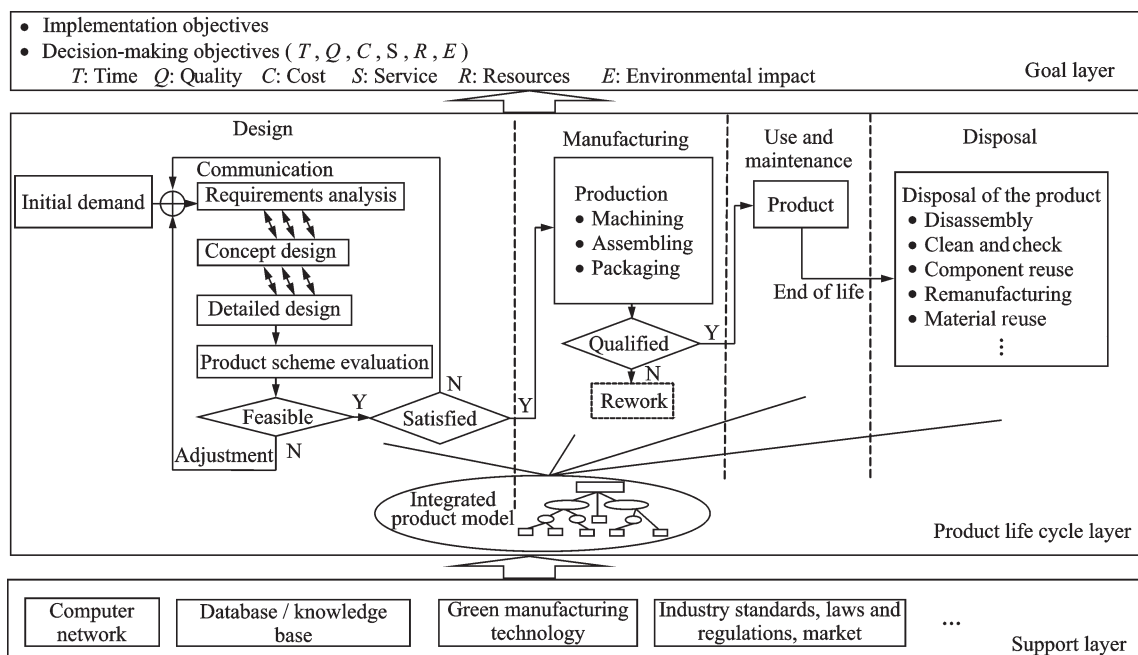 ● Implementation objectives
● Decision-making objectives ( T , Q , C , S , R , E )
T: Time Q: Quality C: Cost S: Service R: Resources E: Environmental impact
Goal layer
Design
Manufacturing
Use and
maintenance
Disposal
Communication
Initial demand
Requirements analysis
Concept design
Detailed design
Product scheme evaluation
Feasible
Y
N
Adjustment
Satisfied
N
Y
Production
● Machining
● Assembling
● Packaging
Qualified
Y
N
Rework
Product
End of life
Disposal of the product
● Disassembly
● Clean and check
● Component reuse
● Remanufacturing
● Material reuse
⋮
Integrated
product model
Product life cycle layer
Computer
network
Database / knowledge
base
Green manufacturing
technology
Industry standards, laws and
regulations, market
...
Support layer